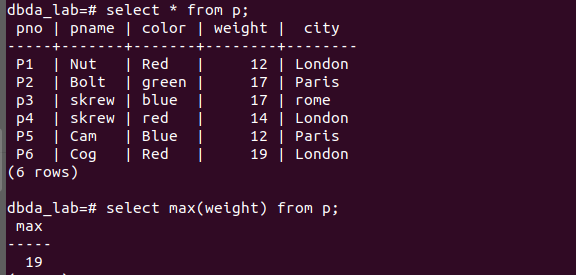 dbda_lab=# select * from p;
 pno | pname | color | weight |  city
-----+-------+-------+--------+--------
 P1  | Nut   | Red   |     12 | London
 P2  | Bolt  | green |     17 | Paris
 p3  | skrew | blue  |     17 | rome
 p4  | skrew | red   |     14 | London
 P5  | Cam   | Blue  |     12 | Paris
 P6  | Cog   | Red   |     19 | London
(6 rows)

dbda_lab=# select max(weight) from p;
 max
-----
  19